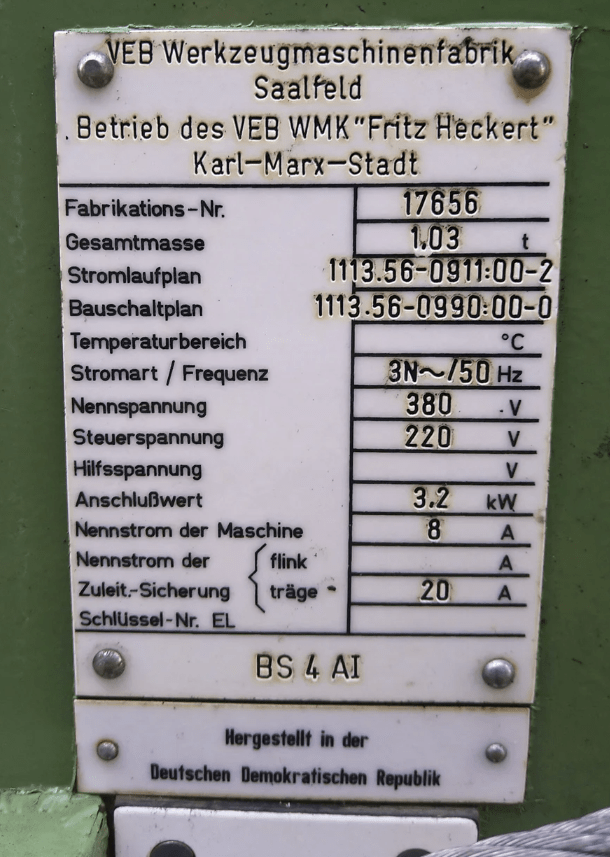 VEB Werkzeugmaschinenfabrik
Saalfeld
Betrieb des VEB WMK "Fritz Heckert"
Karl-Marx-Stadt
Fabrikations-Nr. 17656
Gesamtmasse 1,03 t
Stromlaufplan 1113.56-0911:00-2
Bauschaltplan 1113.56-0990:00-0
Temperaturbereich °C
Stromart / Frequenz 3N~/50 Hz
Nennspannung 380 V
Steuerspannung 220 V
Hilfsspannung V
Anschlußwert 3,2 kW
Nennstrom der Maschine 8 A
Nennstrom der { flink A
Zuleit.-Sicherung { träge 20 A
Schlüssel-Nr. EL
BS 4 AI
Hergestellt in der
Deutschen Demokratischen Republik